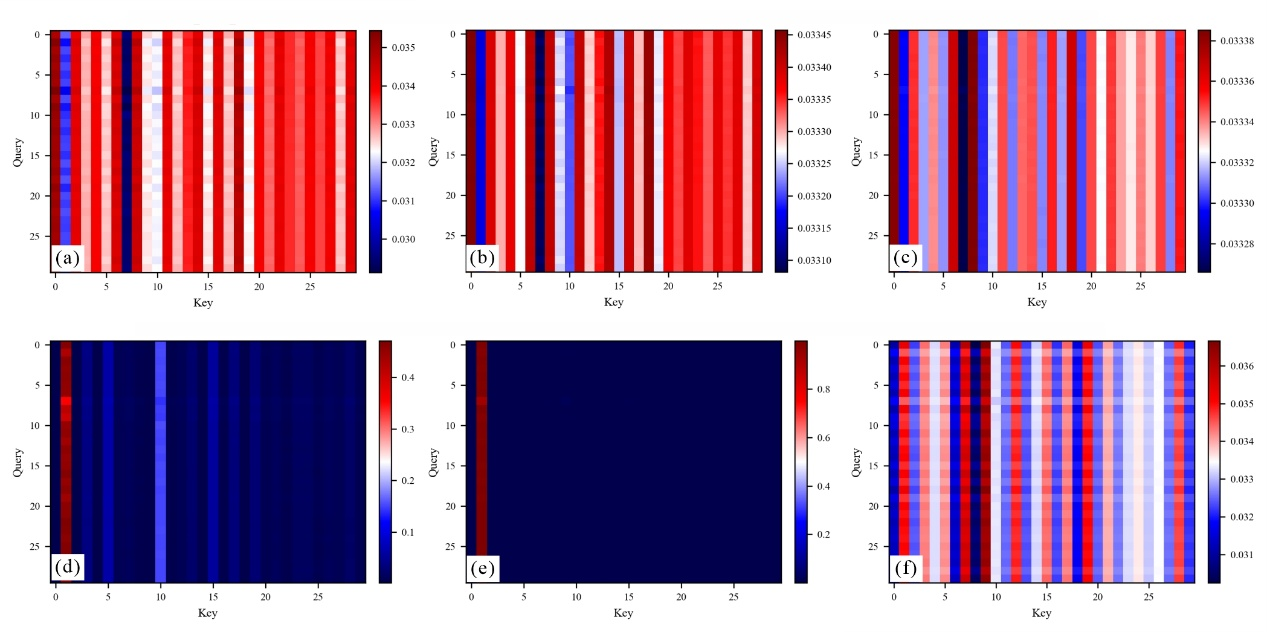 0
5
10
15
20
25
Query
(a)
0 5 10 15 20 25
Key
0.035
0.034
0.033
0.032
0.031
0.030
0
5
10
15
20
25
Query
(b)
0 5 10 15 20 25
Key
0.03345
0.03340
0.03335
0.03330
0.03325
0.03320
0.03315
0.03310
0
5
10
15
20
25
Query
(c)
0 5 10 15 20 25
Key
0.03338
0.03336
0.03334
0.03332
0.03330
0.03328
0
5
10
15
20
25
Query
(d)
0 5 10 15 20 25
Key
0.4
0.3
0.2
0.1
0
5
10
15
20
25
Query
(e)
0 5 10 15 20 25
Key
0.8
0.6
0.4
0.2
0
5
10
15
20
25
Query
(f)
0 5 10 15 20 25
Key
0.036
0.035
0.034
0.033
0.032
0.031